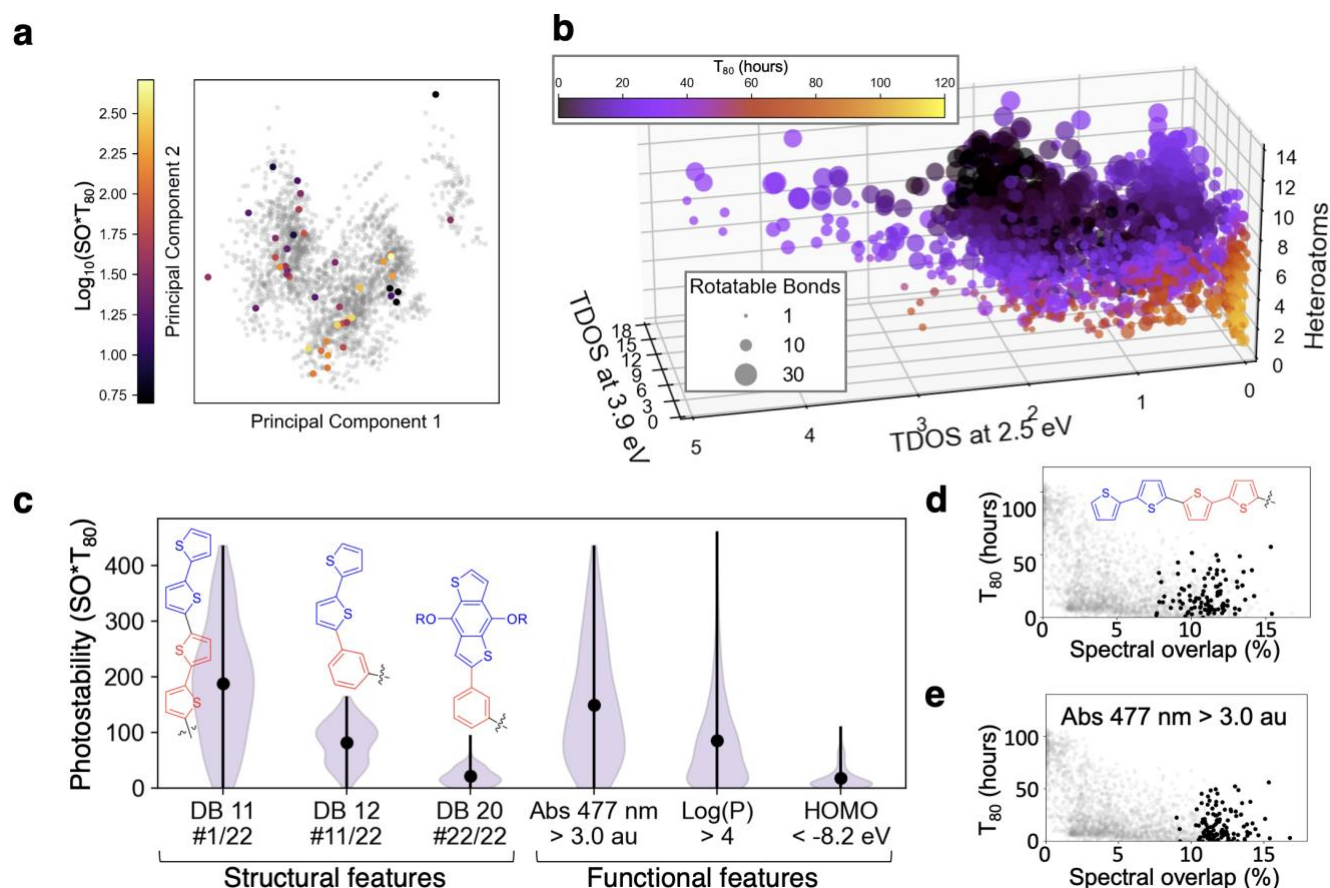 a
Log10(SO*T80)
2.50
2.25
2.00
1.75
1.50
1.25
1.00
0.75
Principal Component 2
Principal Component 1
b
T80 (hours)
0 20 40 60 80 100 120
Rotatable Bonds
1
10
30
TDOS at 3.9 eV
18
15
12
9
6
3
0
TDOS at 2.5 eV
5 4 3 2 1 0
Heteroatoms
14
12
10
8
6
4
2
0
c
Photostability (SO*T80)
400
300
200
100
0
S
S
S
S
S
S
S
RO OR
S
DB 11 DB 12 DB 20 Abs 477 nm Log(P) HOMO
#1/22 #11/22 #22/22 > 3.0 au > 4 < -8.2 eV
Structural features Functional features
d
T80 (hours)
100
50
0
S S S S
0 5 10 15
Spectral overlap (%)
e
T80 (hours)
100
50
0
Abs 477 nm > 3.0 au
0 5 10 15
Spectral overlap (%)